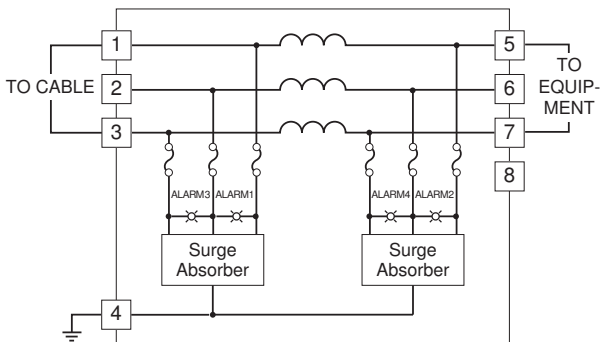 1
5
TO CABLE
2
6
TO
EQUIP-
MENT
3
7
8
ALARM3
ALARM1
ALARM4
ALARM2
Surge
Absorber
Surge
Absorber
4